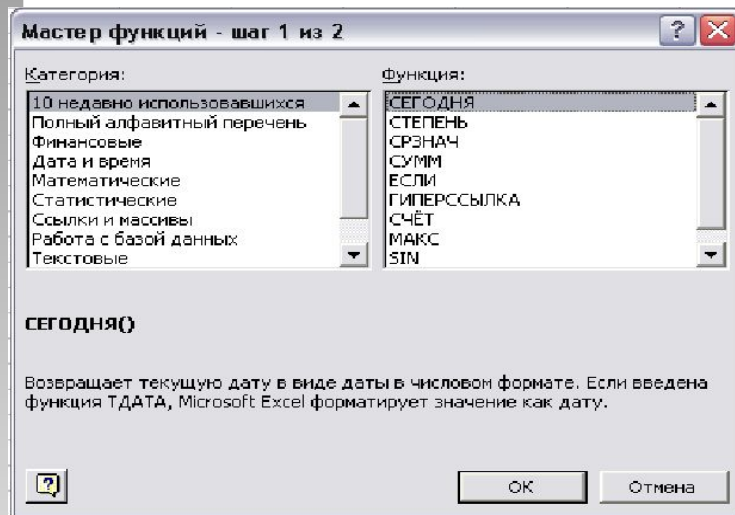 Мастер функций - шаг 1 из 2
Категория:
10 недавно использовавшихся
Полный алфавитный перечень
Финансовые
Дата и время
Математические
Статистические
Ссылки и массивы
Работа с базой данных
Текстовые
Функция:
СЕГОДНЯ
СТЕПЕНЬ
СРЗНАЧ
СУММ
ЕСЛИ
ГИПЕРССЫЛКА
СЧЁТ
МАКС
SIN
СЕГОДНЯ()
Возвращает текущую дату в виде даты в числовом формате. Если введена
функция ТДАТА, Microsoft Excel форматирует значение как дату.
ОК
Отмена